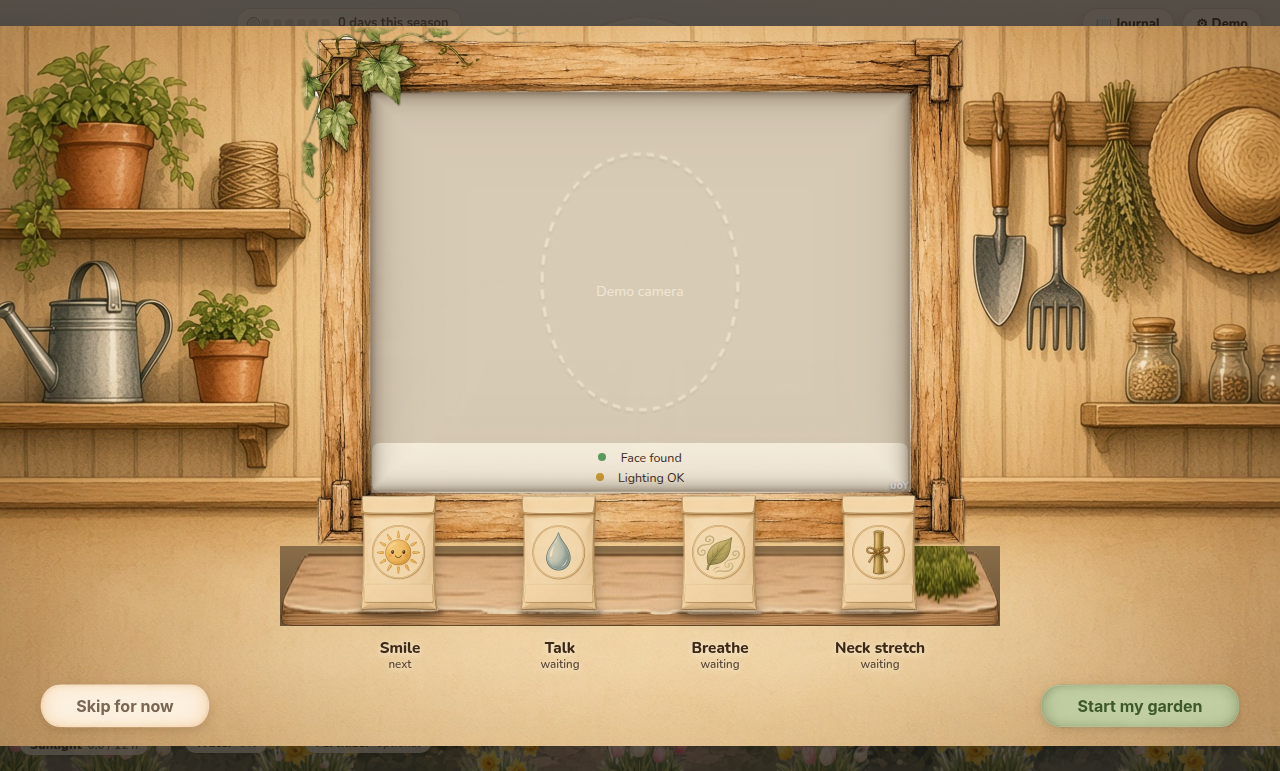 0 days this season
Journal
Demo
Demo camera
Face found
Lighting OK
Smile
next
Talk
waiting
Breathe
waiting
Neck stretch
waiting
Skip for now
Start my garden
Sunlight